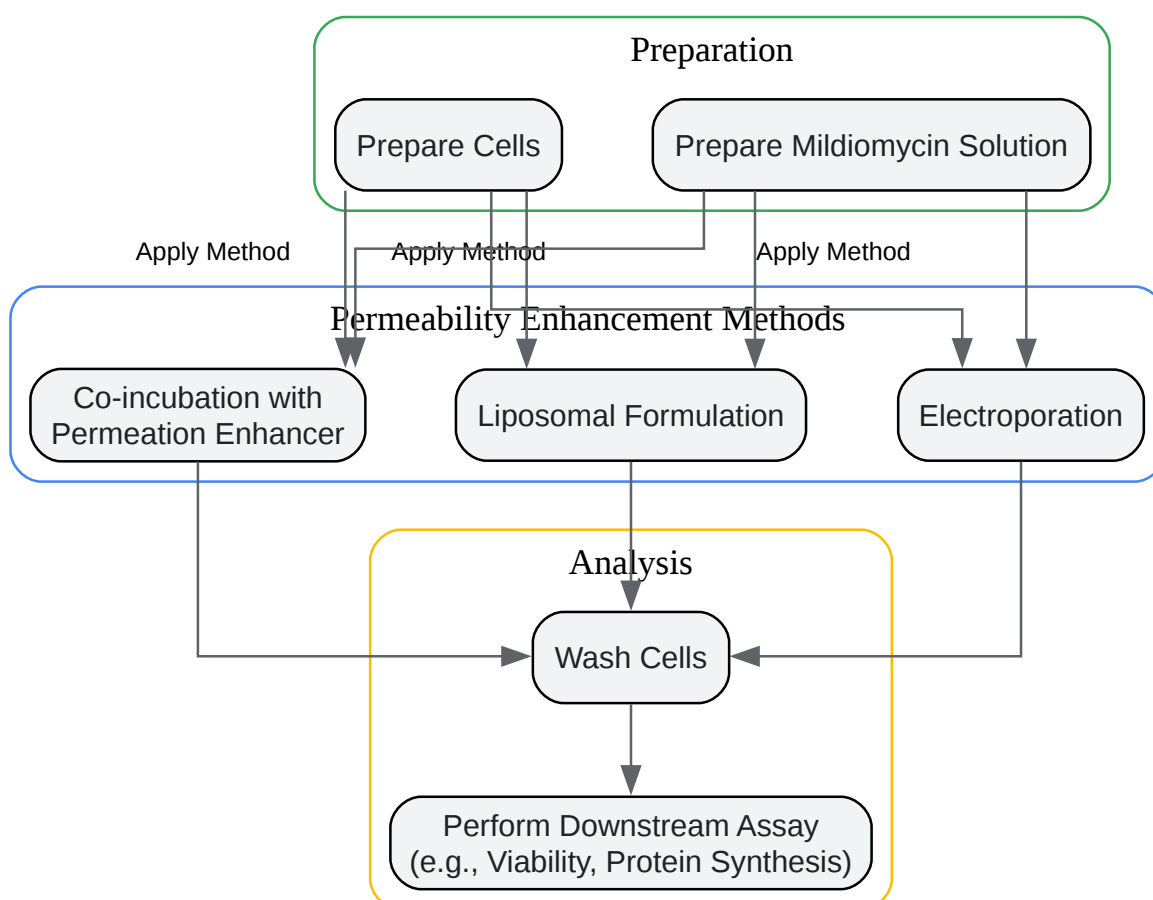 Preparation
Prepare Cells
Prepare Mildiomycin Solution
Apply Method
Apply Method
Apply Method
Permeability Enhancement Methods
Co-incubation with
Permeation Enhancer
Liposomal Formulation
Electroporation
Analysis
Wash Cells
Perform Downstream Assay
(e.g., Viability, Protein Synthesis)